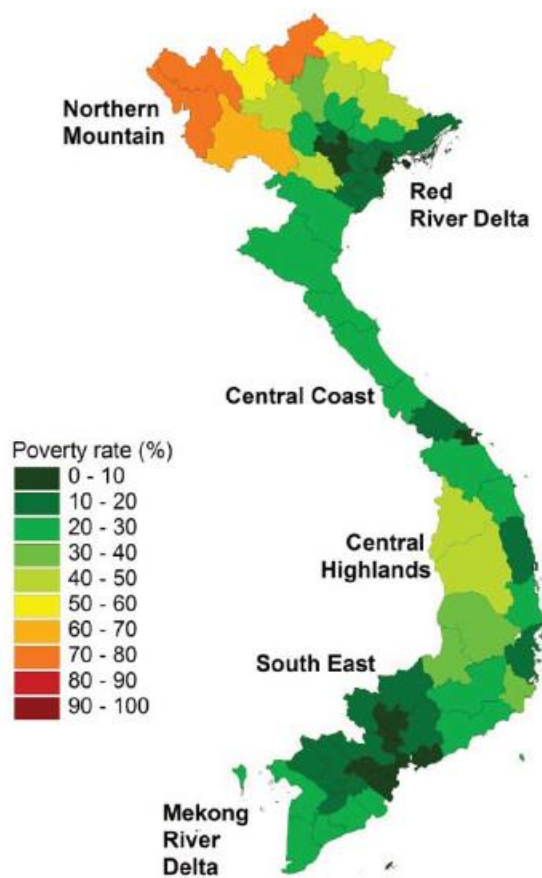 Northern
Mountain
Red
River Delta
Central Coast
Poverty rate (%)
0 - 10
10 - 20
20 - 30
30 - 40
40 - 50
50 - 60
60 - 70
70 - 80
80 - 90
90 - 100
Central
Highlands
South East
Mekong
River
Delta